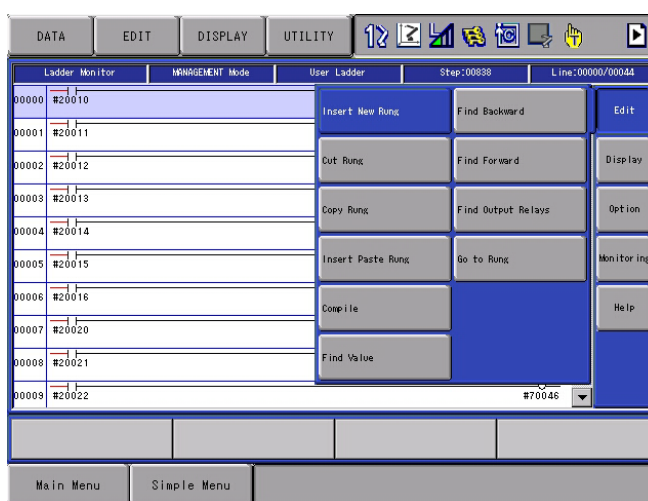 DATA EDIT DISPLAY UTILITY
Ladder Monitor MANAGEMENT Mode User Ladder Step:00838 Line:00000/00044
00000 #20010
00001 #20011
00002 #20012
00003 #20013
00004 #20014
00005 #20015
00006 #20016
00007 #20020
00008 #20021
00009 #20022 #70046
Insert New Rung Find Backward Edit
Cut Rung Find Forward Display
Copy Rung Find Output Relays Option
Insert Paste Rung Go to Rung Monitoring
Compile Help
Find Value
Main Menu Simple Menu